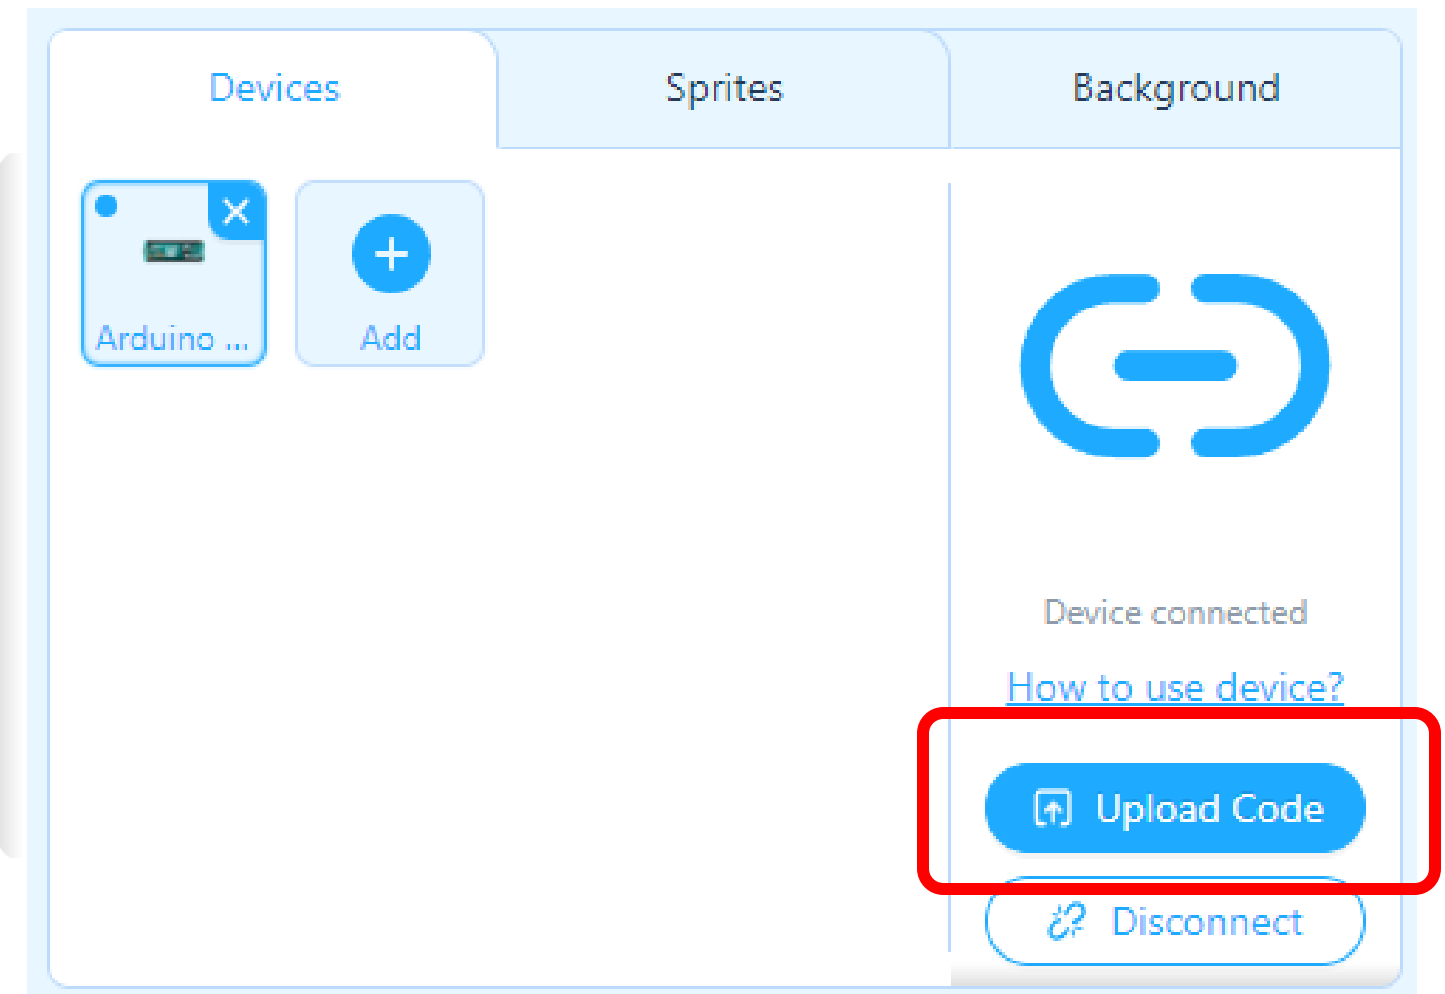 Devices
Sprites
Background
Arduino ...
Add
Device connected
How to use device?
Upload Code
Disconnect